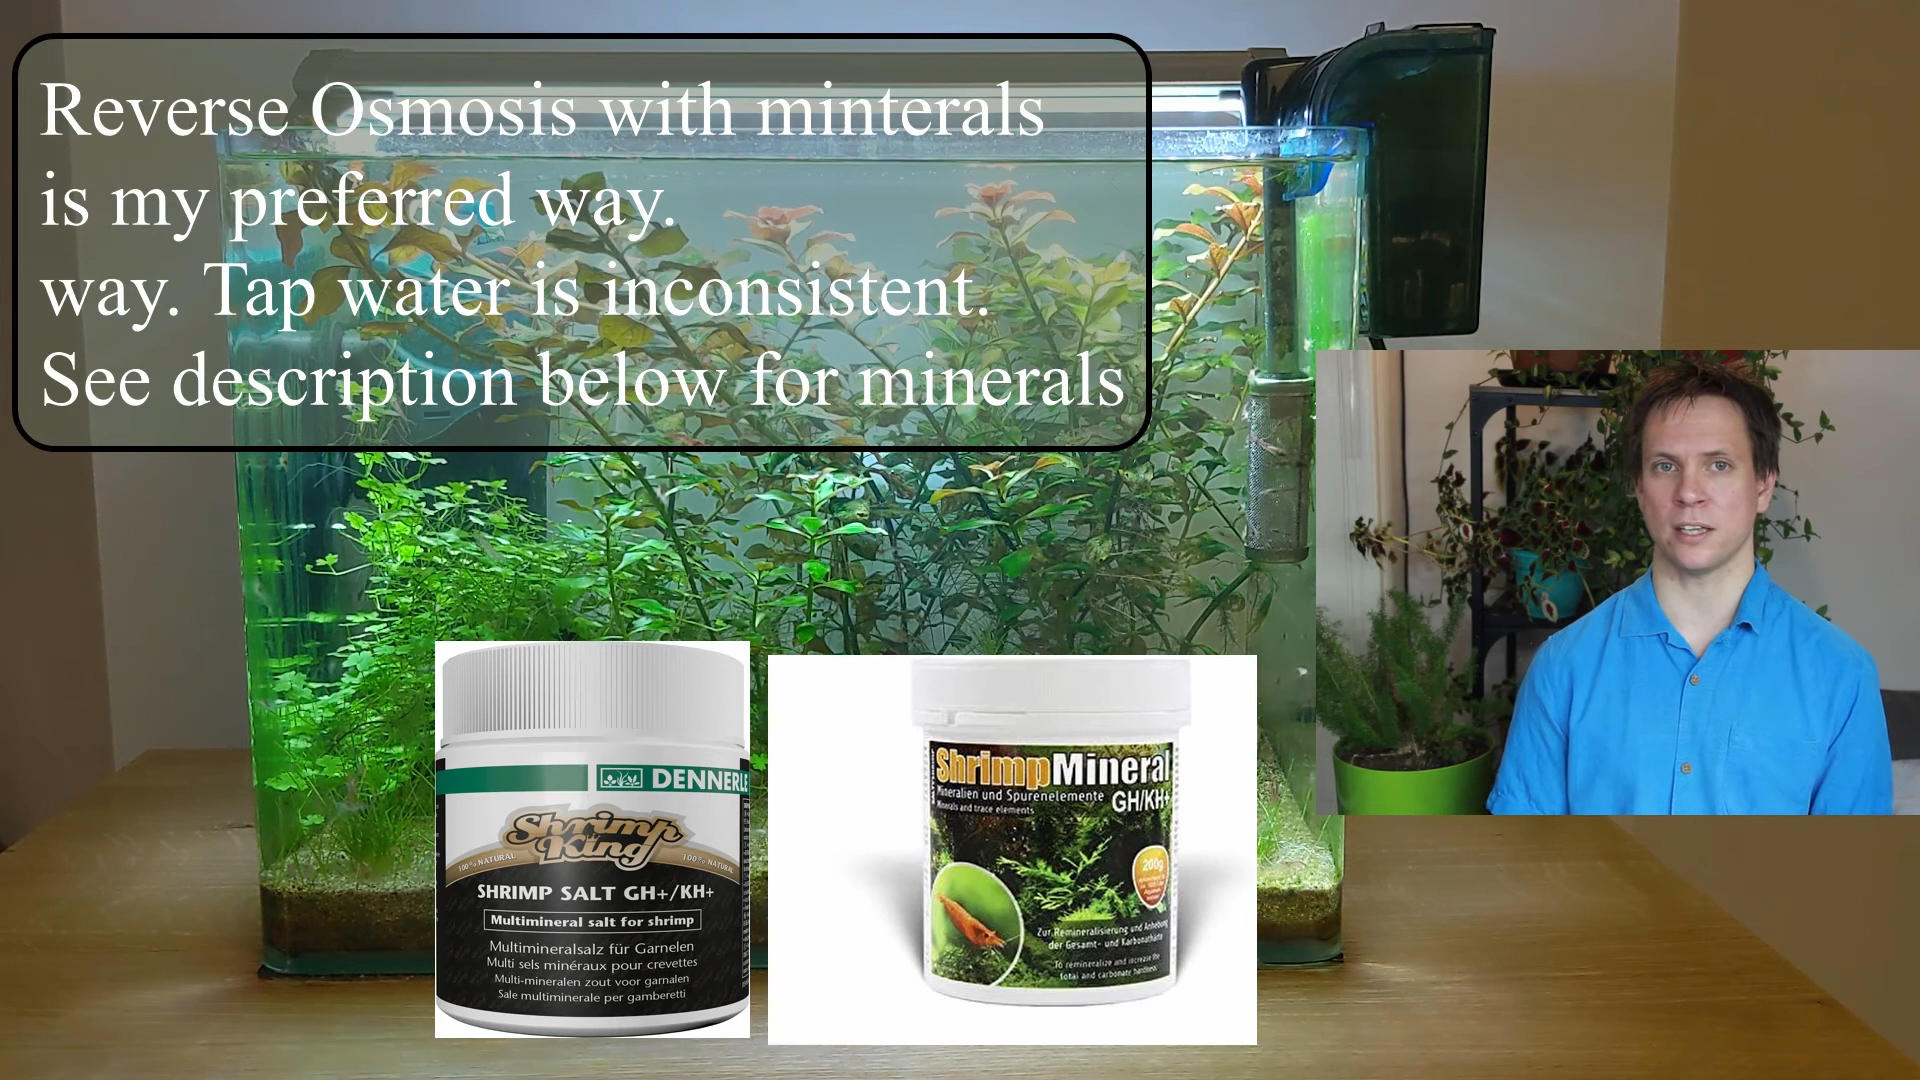 Reverse Osmosis with minterals
is my preferred way.
way. Tap water is inconsistent.
See description below for minerals
DENNERLE
Shrimp
King
100% NATURAL
100% NATURAL
SHRIMP SALT GH+/KH+
Multimineral salt for shrimp
Multimineralsalz für Garnelen
Multi sels minéraux pour crevettes
Multi-mineralen zout voor garnalen
Sale multiminerale per gamberetti
ShrimpMineral
Mineralien und Spurenelemente
GH/KH+
Minerals and trace elements
200g
Zur Remineralisierung und Anhebung
der Gesamt- und Karbonathärte
To remineralize and increase the
total and carbonate hardness